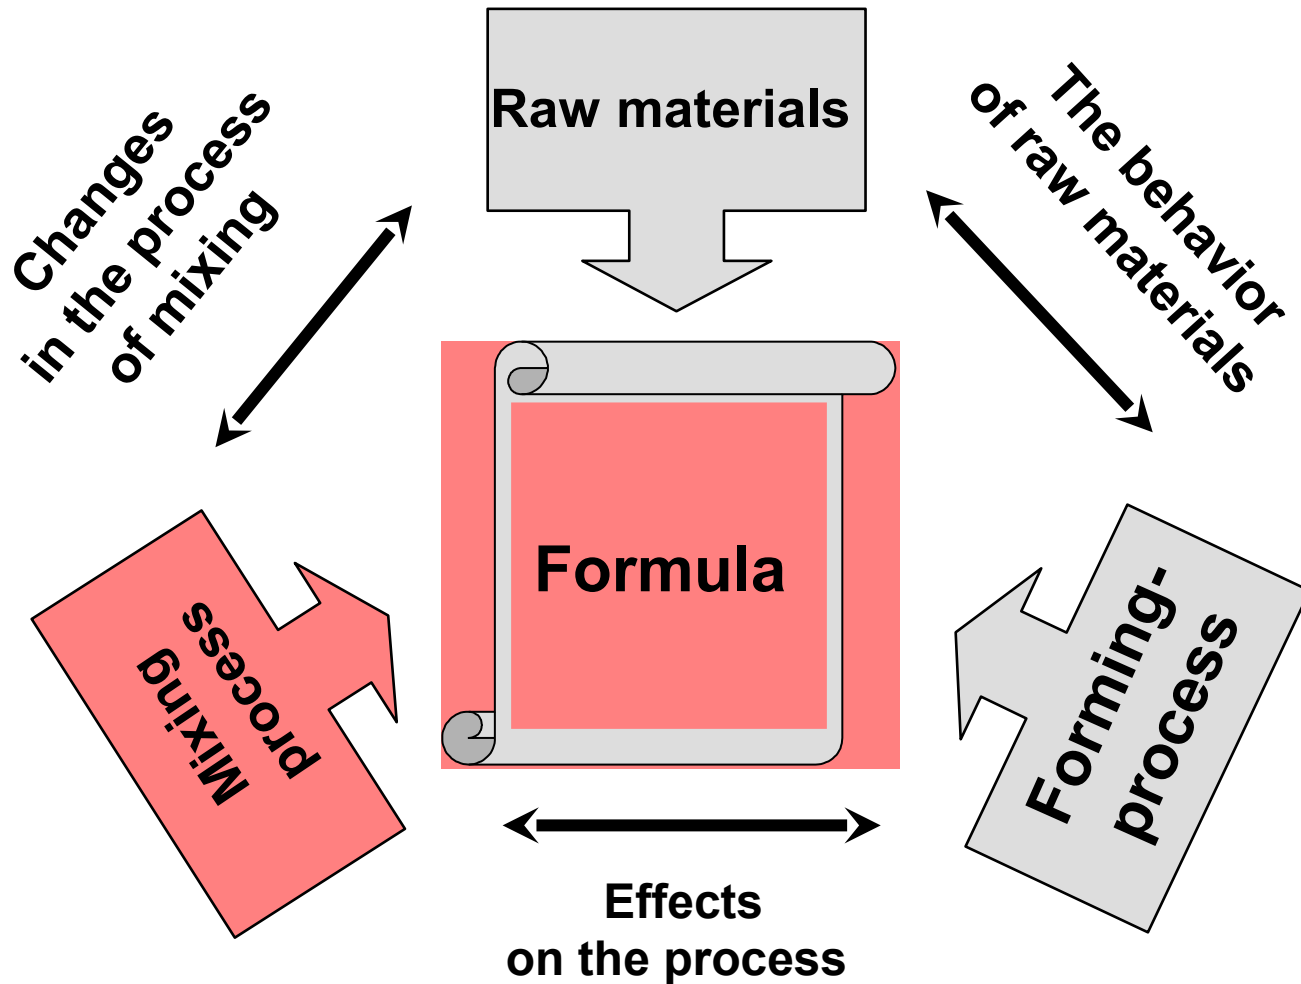 Raw materials
Changes
in the process
of mixing
The behavior
of raw materials
Formula
Mixing
process
Forming-
process
Effects
on the process